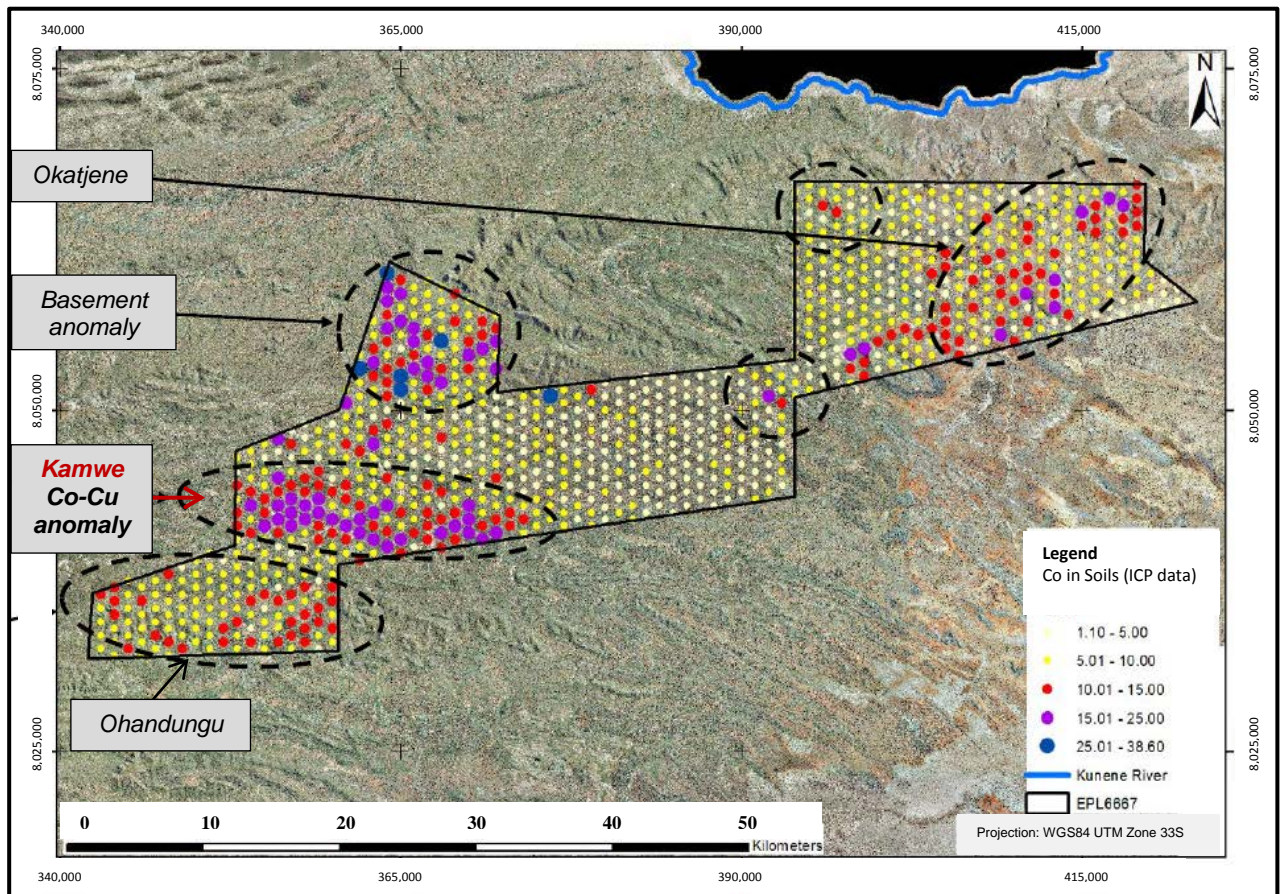 340,000
365,000
390,000
415,000
8,075,000
8,075,000
N
Okatjene
Basement
anomaly
8,050,000
8,050,000
Kamwe
Co-Cu
anomaly
Legend
Co in Soils (ICP data)
1.10 - 5.00
5.01 - 10.00
10.01 - 15.00
15.01 - 25.00
25.01 - 38.60
Kunene River
EPL6667
Ohandungu
8,025,000
8,025,000
0 10 20 30 40 50
Kilometers
Projection: WGS84 UTM Zone 33S
340,000
365,000
390,000
415,000